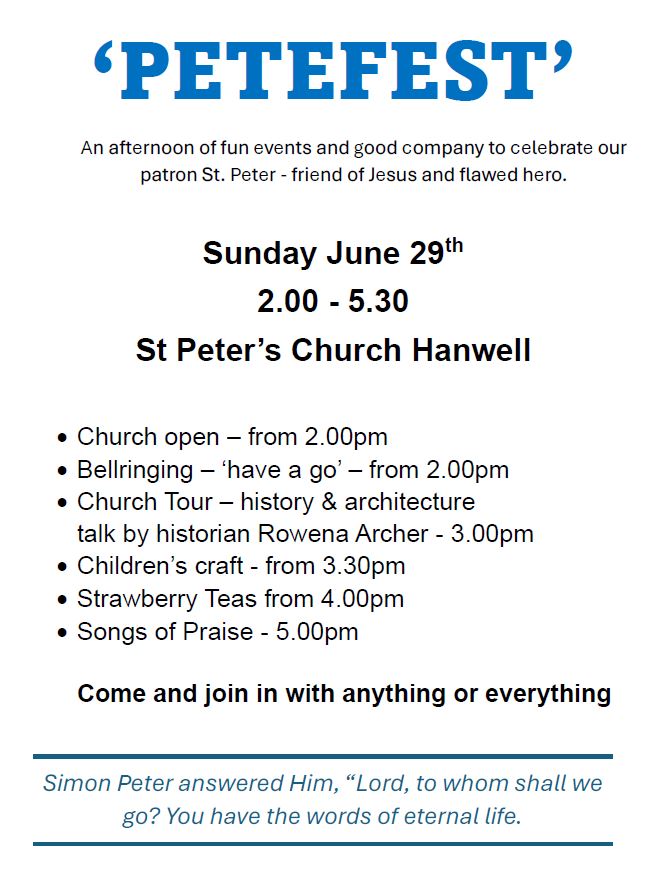 ‘PETEFEST’
An afternoon of fun events and good company to celebrate our
patron St. Peter - friend of Jesus and flawed hero.
Sunday June 29th
2.00 - 5.30
St Peter’s Church Hanwell
• Church open – from 2.00pm
• Bellringing – ‘have a go’ – from 2.00pm
• Church Tour – history & architecture
talk by historian Rowena Archer - 3.00pm
• Children’s craft - from 3.30pm
• Strawberry Teas from 4.00pm
• Songs of Praise - 5.00pm
Come and join in with anything or everything
Simon Peter answered Him, “Lord, to whom shall we
go? You have the words of eternal life.